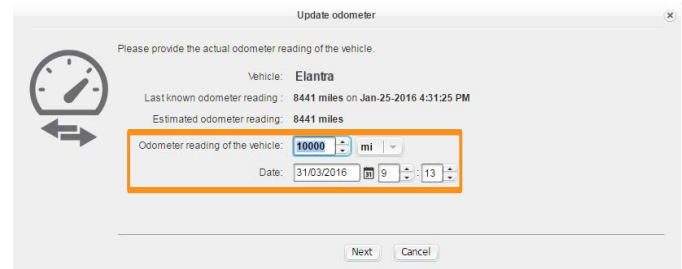 Update odometer
Please provide the actual odometer reading of the vehicle.
Vehicle: Elantra
Last known odometer reading : 8441 miles on Jan-25-2016 4:31:25 PM
Estimated odometer reading: 8441 miles
Odometer reading of the vehicle: 10000 mi
Date: 31/03/2016 31 9 : 13
Next Cancel